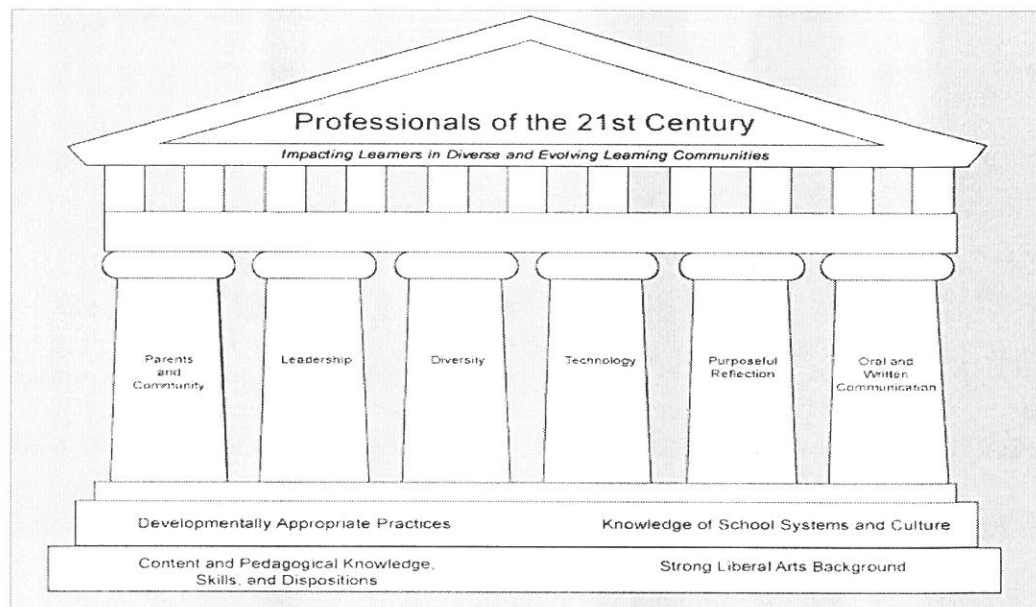 Professionals of the 21st Century
Impacting Learners in Diverse and Evolving Learning Communities
Parents
and
Community
Leadership
Diversity
Technology
Purposeful
Reflection
Oral and
Written
Communication
Developmentally Appropriate Practices
Knowledge of School Systems and Culture
Content and Pedagogical Knowledge,
Skills, and Dispositions
Strong Liberal Arts Background